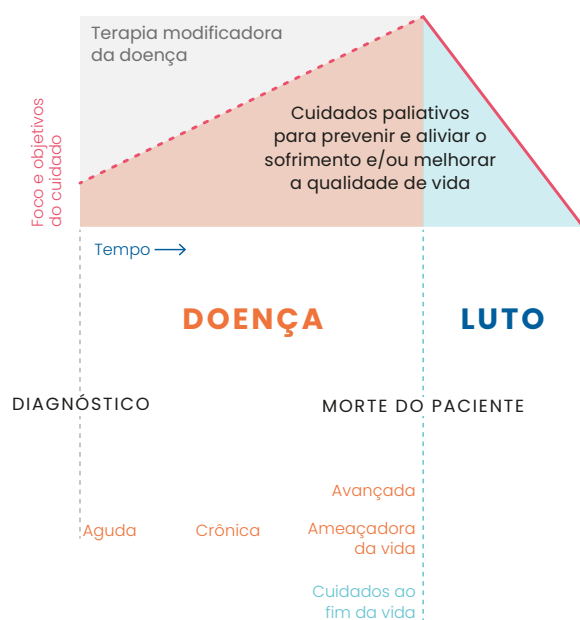 Terapia modificadora
da doença
Foco e objetivos
do cuidado
Cuidados paliativos
para prevenir e aliviar o
sofrimento e/ou melhorar
a qualidade de vida
Tempo
DOENÇA
LUTO
DIAGNÓSTICO
MORTE DO PACIENTE
Avançada
Aguda
Crônica
Ameaçadora
da vida
Cuidados ao
fim da vida